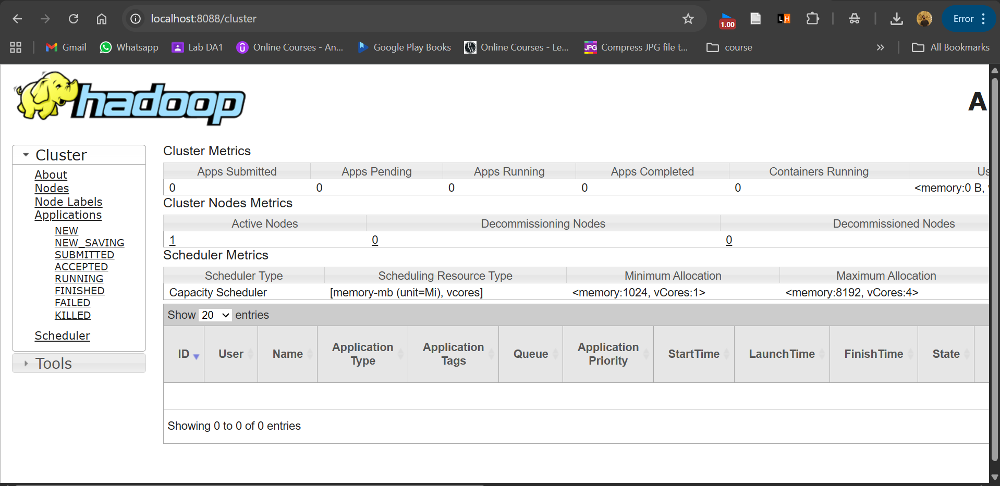 localhost:8088/cluster
1.00
L H
Error
Gmail
Whatsapp
Lab DA1
Online Courses - An...
Google Play Books
PW
Online Courses - Le...
JPG
Compress JPG file t...
course
All Bookmarks
hadoop
A
Cluster
About
Nodes
Node Labels
Applications
NEW
NEW_SAVING
SUBMITTED
ACCEPTED
RUNNING
FINISHED
FAILED
KILLED
Scheduler
Tools
Cluster Metrics
Apps Submitted Apps Pending Apps Running Apps Completed Containers Running Us
0 0 0 0 0 <memory:0 B, v
Cluster Nodes Metrics
Active Nodes Decommissioning Nodes Decommissioned Nodes
1 0 0
Scheduler Metrics
Scheduler Type Scheduling Resource Type Minimum Allocation Maximum Allocation
Capacity Scheduler [memory-mb (unit=Mi), vcores] <memory:1024, vCores:1> <memory:8192, vCores:4>
Show 20 entries
ID User Name Application Type Application Tags Queue Application Priority StartTime LaunchTime FinishTime State
Showing 0 to 0 of 0 entries